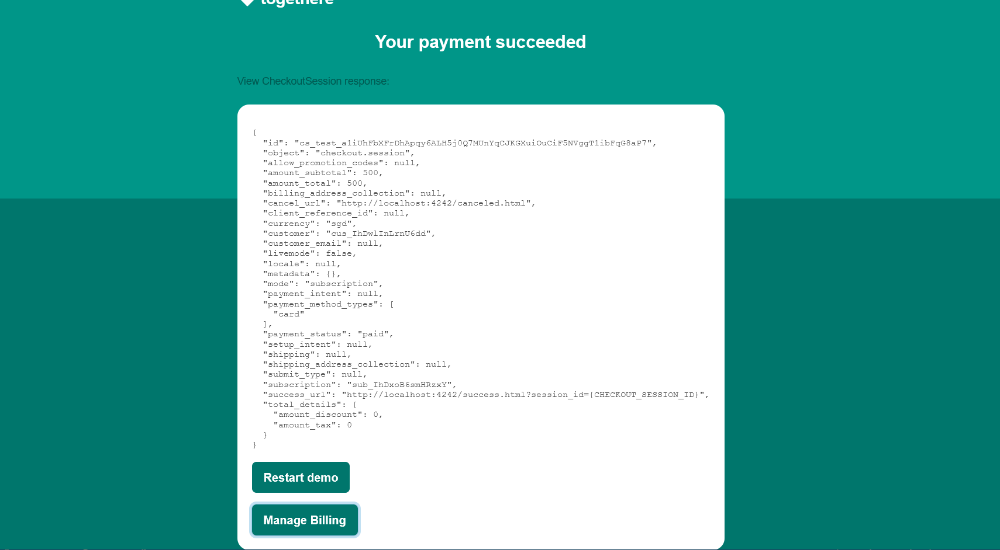 togethere
Your payment succeeded
View CheckoutSession response:
{
"id": "cs_test_a1iUhFbXFrDhApqy6ALH5j0Q7MUnYqCJKGXuiOuCiF5NVggT1ibFqG8aP7",
"object": "checkout.session",
"allow_promotion_codes": null,
"amount_subtotal": 500,
"amount_total": 500,
"billing_address_collection": null,
"cancel_url": "http://localhost:4242/canceled.html",
"client_reference_id": null,
"currency": "sgd",
"customer": "cus_IhDwlInLrnU6dd",
"customer_email": null,
"livemode": false,
"locale": null,
"metadata": {},
"mode": "subscription",
"payment_intent": null,
"payment_method_types": [
"card"
],
"payment_status": "paid",
"setup_intent": null,
"shipping": null,
"shipping_address_collection": null,
"submit_type": null,
"subscription": "sub_IhDxoB6smHRzxY",
"success_url": "http://localhost:4242/success.html?session_id={CHECKOUT_SESSION_ID}",
"total_details": {
"amount_discount": 0,
"amount_tax": 0
}
}
Restart demo
Manage Billing